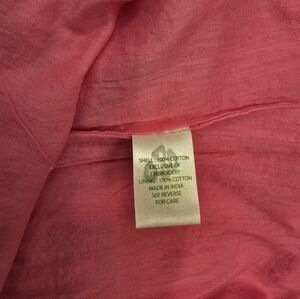 SHELL : 100% COTTON
EXCLUSIVE OF
EMBROIDERY
LINING : 100% COTTON
MADE IN INDIA
SEE REVERSE
FOR CARE